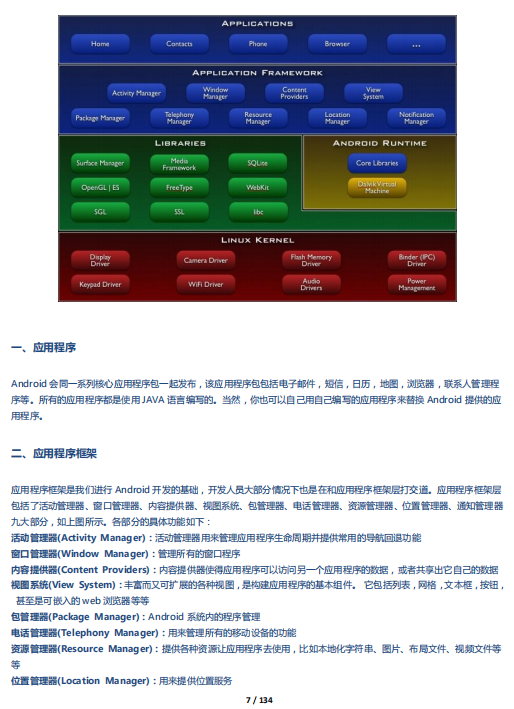 APPLICATIONS
Home
Contacts
Phone
Browser
...
APPLICATION FRAMEWORK
Activity Manager
Window Manager
Content Providers
View System
Package Manager
Telephony Manager
Resource Manager
Location Manager
Notification Manager
LIBRARIES
Surface Manager
Media Framework
SQLite
OpenGL | ES
FreeType
WebKit
SGL
SSL
libc
ANDROID RUNTIME
Core Libraries
Dalvik Virtual Machine
LINUX KERNEL
Display Driver
Camera Driver
Flash Memory Driver
Binder (IPC) Driver
Keypad Driver
WiFi Driver
Audio Drivers
Power Management
一、应用程序
Android 会同一系列核心应用程序包一起发布，该应用程序包包括电子邮件，短信，日历，地图，浏览器，联系人管理程
序等。所有的应用程序都是使用 JAVA 语言编写的。当然，你也可以自己用自己编写的应用程序来替换 Android 提供的应
用程序。
二、应用程序框架
应用程序框架是我们进行 Android 开发的基础，开发人员大部分情况下也是在和应用程序框架层打交道。应用程序框架层
包括了活动管理器、窗口管理器、内容提供器、视图系统、包管理器、电话管理器、资源管理器、位置管理器、通知管理器
九大部分，如上图所示。各部分的具体功能如下：
活动管理器(Activity Manager)：活动管理器用来管理应用程序生命周期并提供常用的导航回退功能
窗口管理器(Window Manager)：管理所有的窗口程序
内容提供器(Content Providers)：内容提供器使得应用程序可以访问另一个应用程序的数据，或者共享出它自己的数据
视图系统(View System)：丰富而又可扩展的各种视图，是构建应用程序的基本组件。 它包括列表，网格，文本框，按钮，
甚至是可嵌入的 web 浏览器等等
包管理器(Package Manager)：Android 系统内的程序管理
电话管理器(Telephony Manager)：用来管理所有的移动设备的功能
资源管理器(Resource Manager)：提供各种资源让应用程序去使用，比如本地化字符串、图片、布局文件、视频文件等
等
位置管理器(Location Manager)：用来提供位置服务
7 / 134